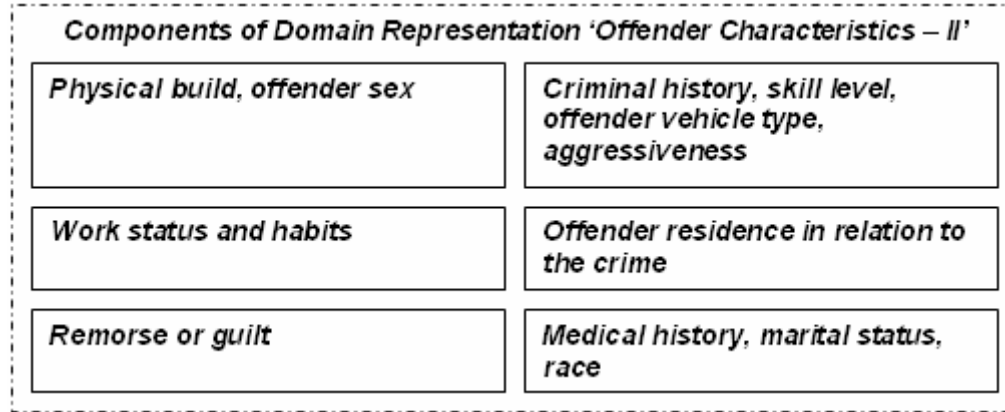 Components of Domain Representation ‘Offender Characteristics – II’
Physical build, offender sex
Criminal history, skill level,
offender vehicle type,
aggressiveness
Work status and habits
Offender residence in relation to
the crime
Remorse or guilt
Medical history, marital status,
race